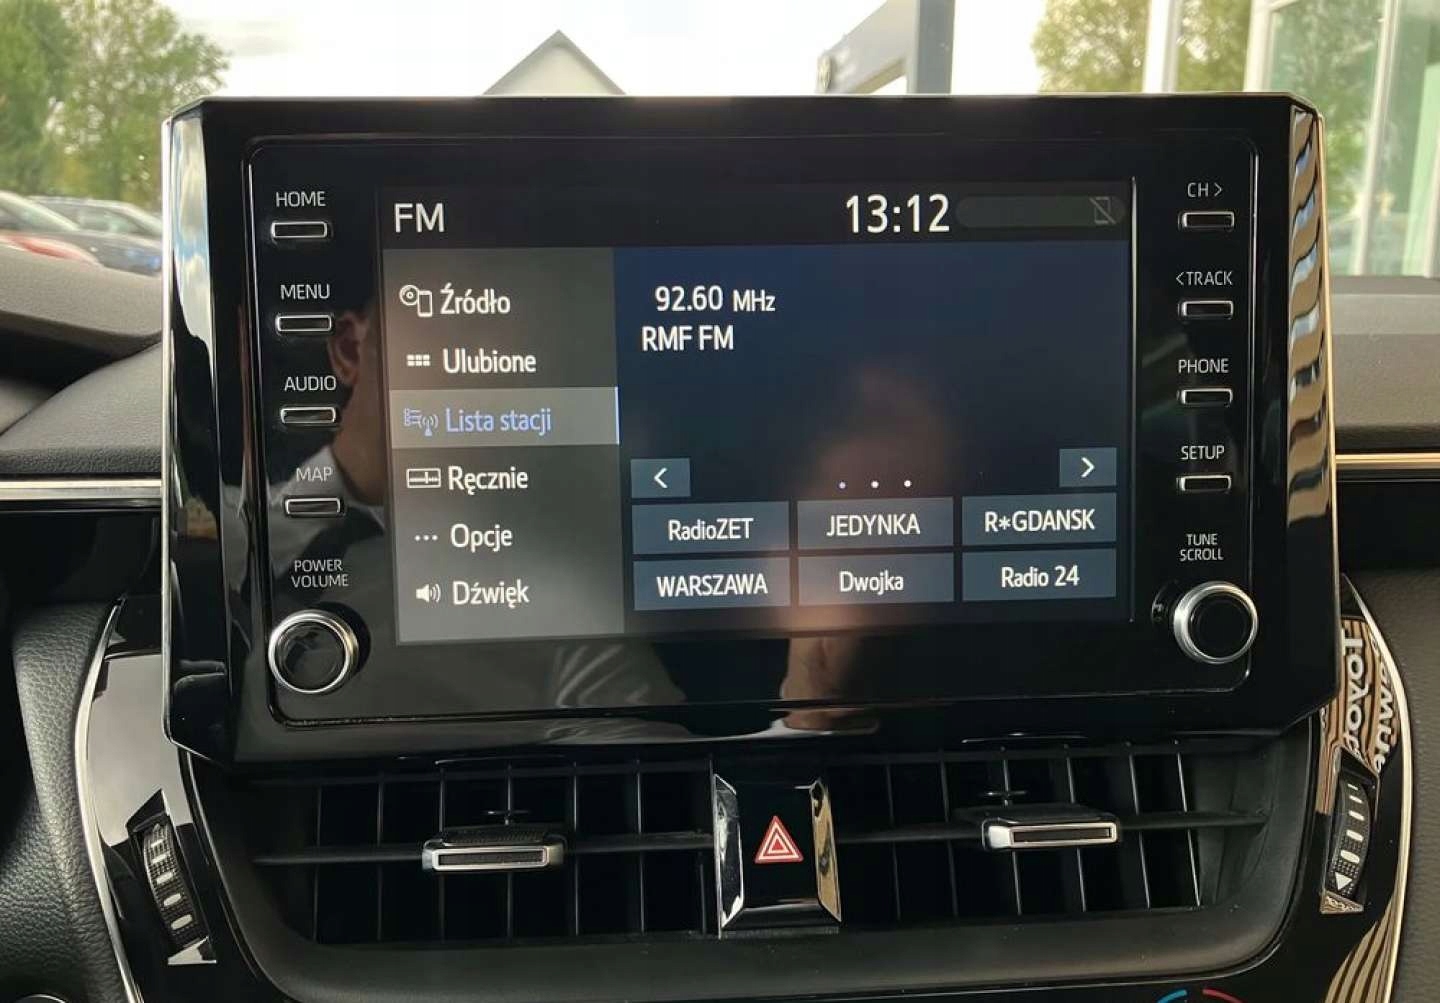 HOME
MENU
AUDIO
MAP
POWER
VOLUME
FM
13:12
Źródło
Ulubione
Lista stacji
Ręcznie
Opcje
Dźwięk
92.60 MHz
RMF FM
<
>
RadioZET
JEDYNKA
R*GDANSK
WARSZAWA
Dwojka
Radio 24
CH >
<TRACK
PHONE
SETUP
TUNE
SCROLL